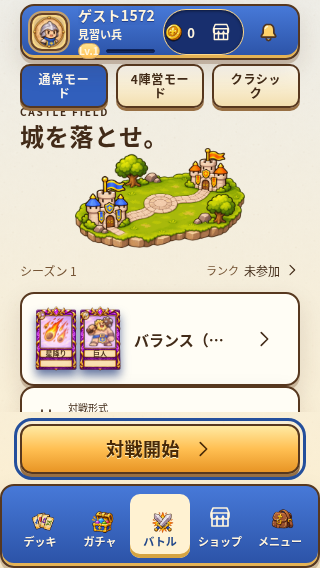 ゲスト1572
見習い兵
Lv.1
0
通常モー
ド
4陣営モー
ド
クラシッ
ク
CASTLE FIELD
城を落とせ。
シーズン 1
ランク 未参加
巨人
バランス（…
対戦形式
対戦開始
デッキ
ガチャ
バトル
ショップ
メニュー